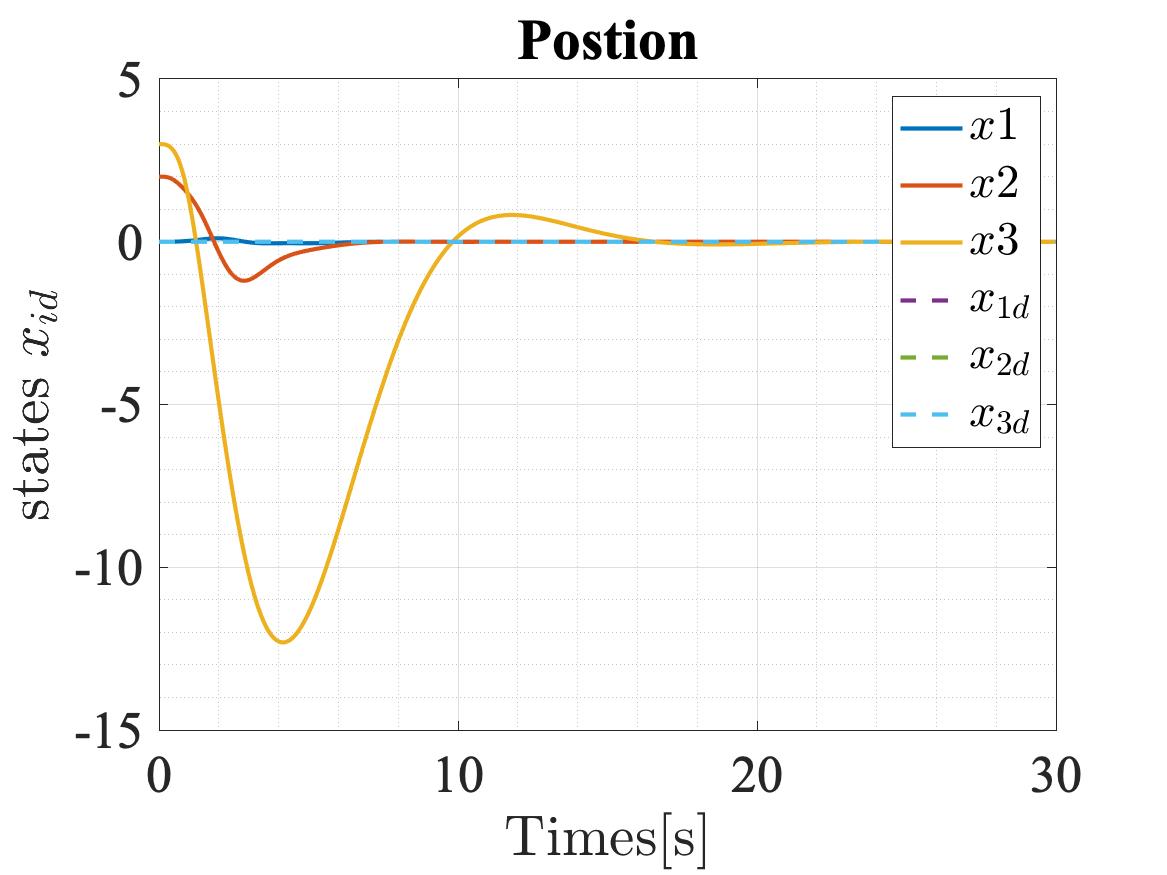 Postion
5
0
-5
-10
-15
0 10 20 30
states x_{id}
Times[s]
x1
x2
x3
x_{1d}
x_{2d}
x_{3d}